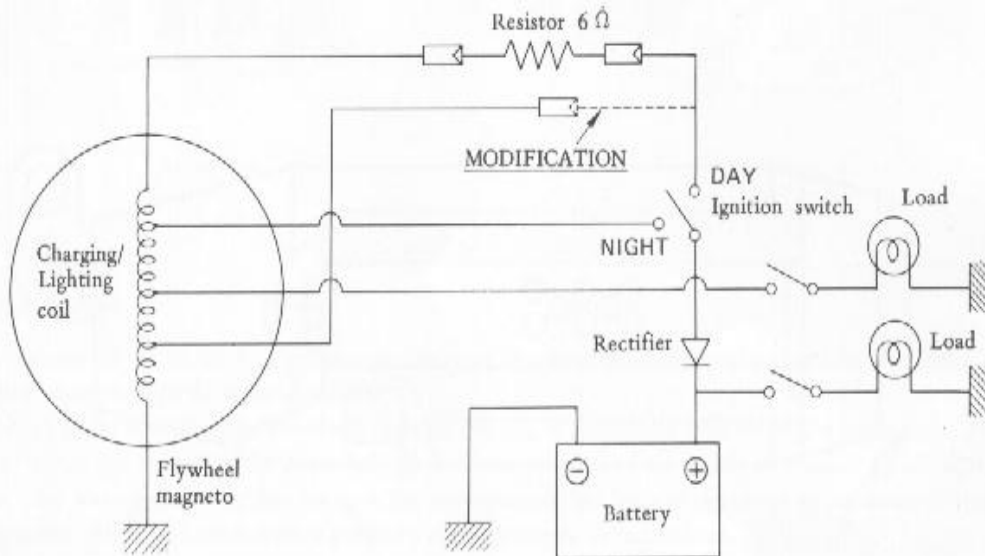 Resistor 6 Ω
MODIFICATION
DAY
Ignition switch
Load
NIGHT
Charging/
Lighting
coil
Rectifier
Load
Flywheel
magneto
⊖ ⊕
Battery